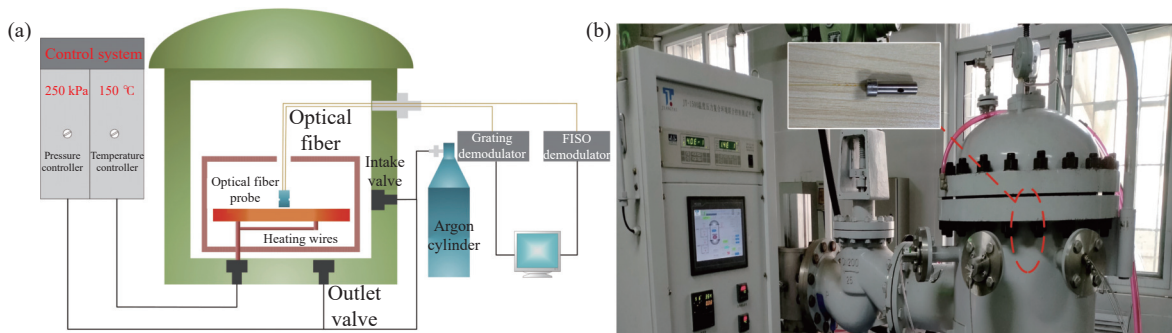 (a)
Control system
250 kPa
150 ℃
Pressure
controller
Temperature
controller
Optical
fiber
Optical fiber
probe
Heating wires
Intake
valve
Outlet
valve
Argon
cylinder
Grating
demodulator
FISO
demodulator
(b)